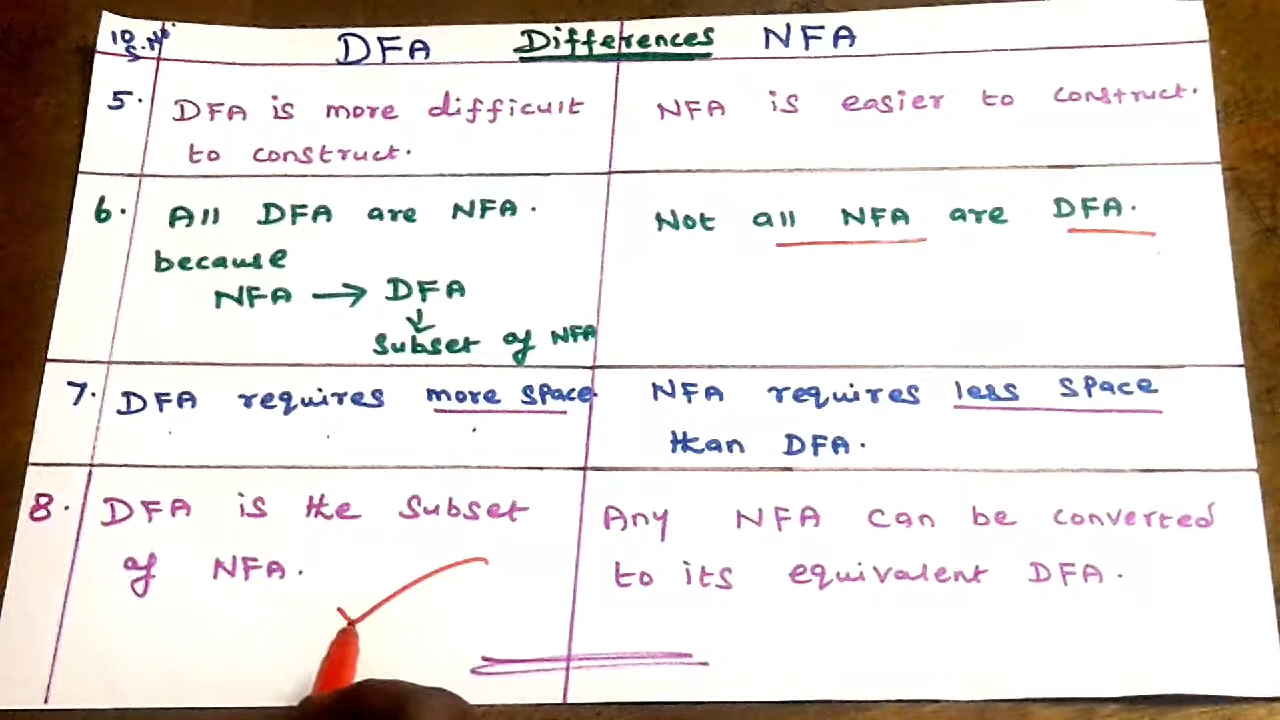 DFA Differences NFA
5. DFA is more difficult
to construct.
NFA is easier to construct.
6. All DFA are NFA.
because
NFA → DFA
↓
Subset of NFA
Not all NFA are DFA.
7. DFA requires more space.
NFA requires less space
than DFA.
8. DFA is the subset
of NFA.
Any NFA can be converted
to its equivalent DFA.